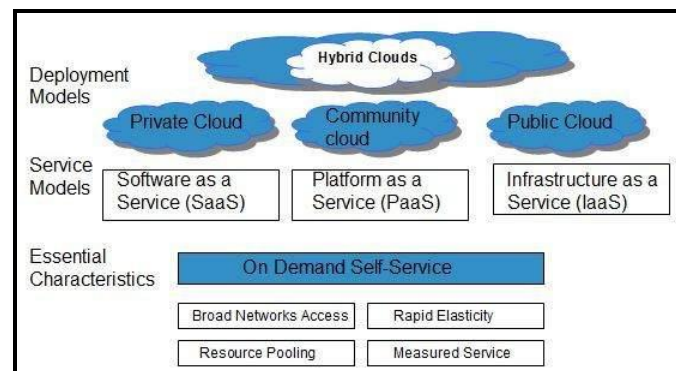 Hybrid Clouds
Deployment
Models
Private Cloud
Community
cloud
Public Cloud
Service
Models
Software as a
Service (SaaS)
Platform as a
Service (PaaS)
Infrastructure as a
Service (IaaS)
Essential
Characteristics
On Demand Self-Service
Broad Networks Access
Rapid Elasticity
Resource Pooling
Measured Service